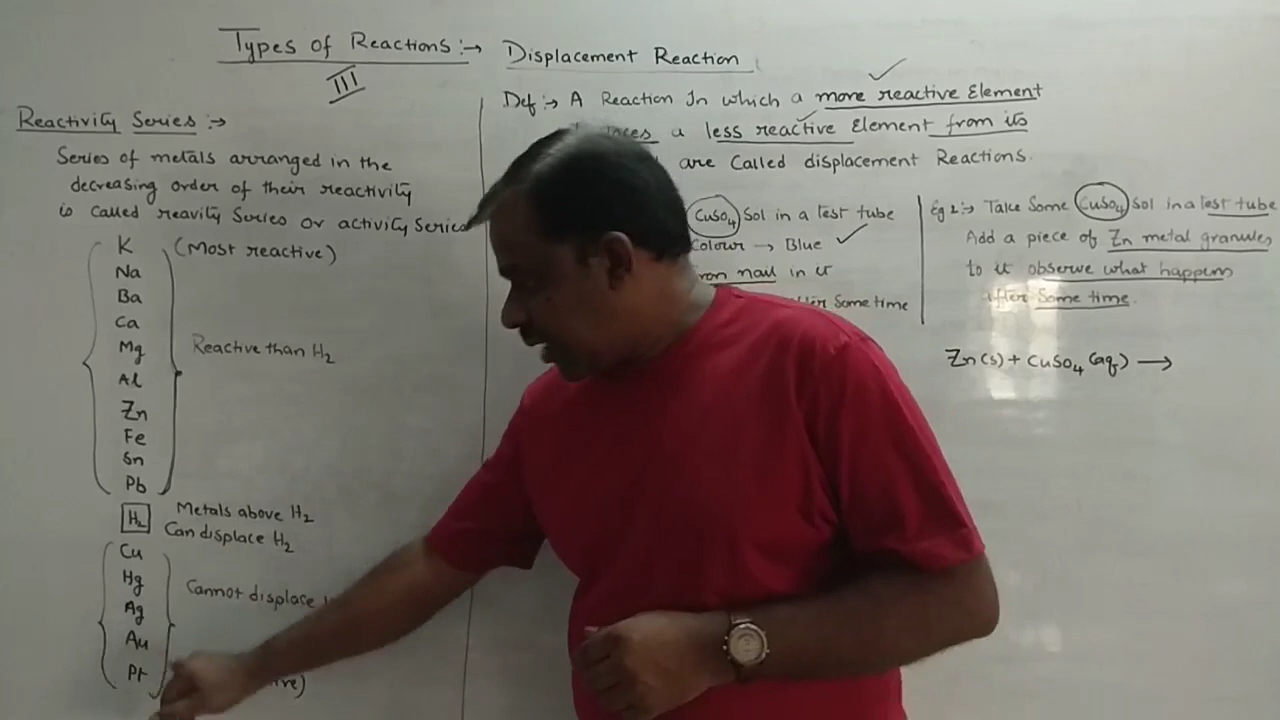 Types of Reactions :→ Displacement Reaction
III
Reactivity Series :→
Series of metals arranged in the
decreasing order of their reactivity
is called reavity Series or activity Series
K (Most reactive)
Na
Ba
Ca
Mg
Al
Zn
Fe
Sn
Pb
Reactive than H₂
H₂ Metals above H₂
Can displace H₂
Cu
Hg
Ag
Au
Pt
Cannot displace
Def :→ A Reaction In which a more reactive Element
a less reactive Element from its
are Called displacement Reactions.
CuSO₄ Sol in a test tube
Colour → Blue ✓
nail in it
Some time
Eg 2 :→ Take Some CuSO₄ Sol in a test tube
Add a piece of Zn metal granules
to it observe what happens
after Some time.
Zn(s) + CuSO₄ (aq) →